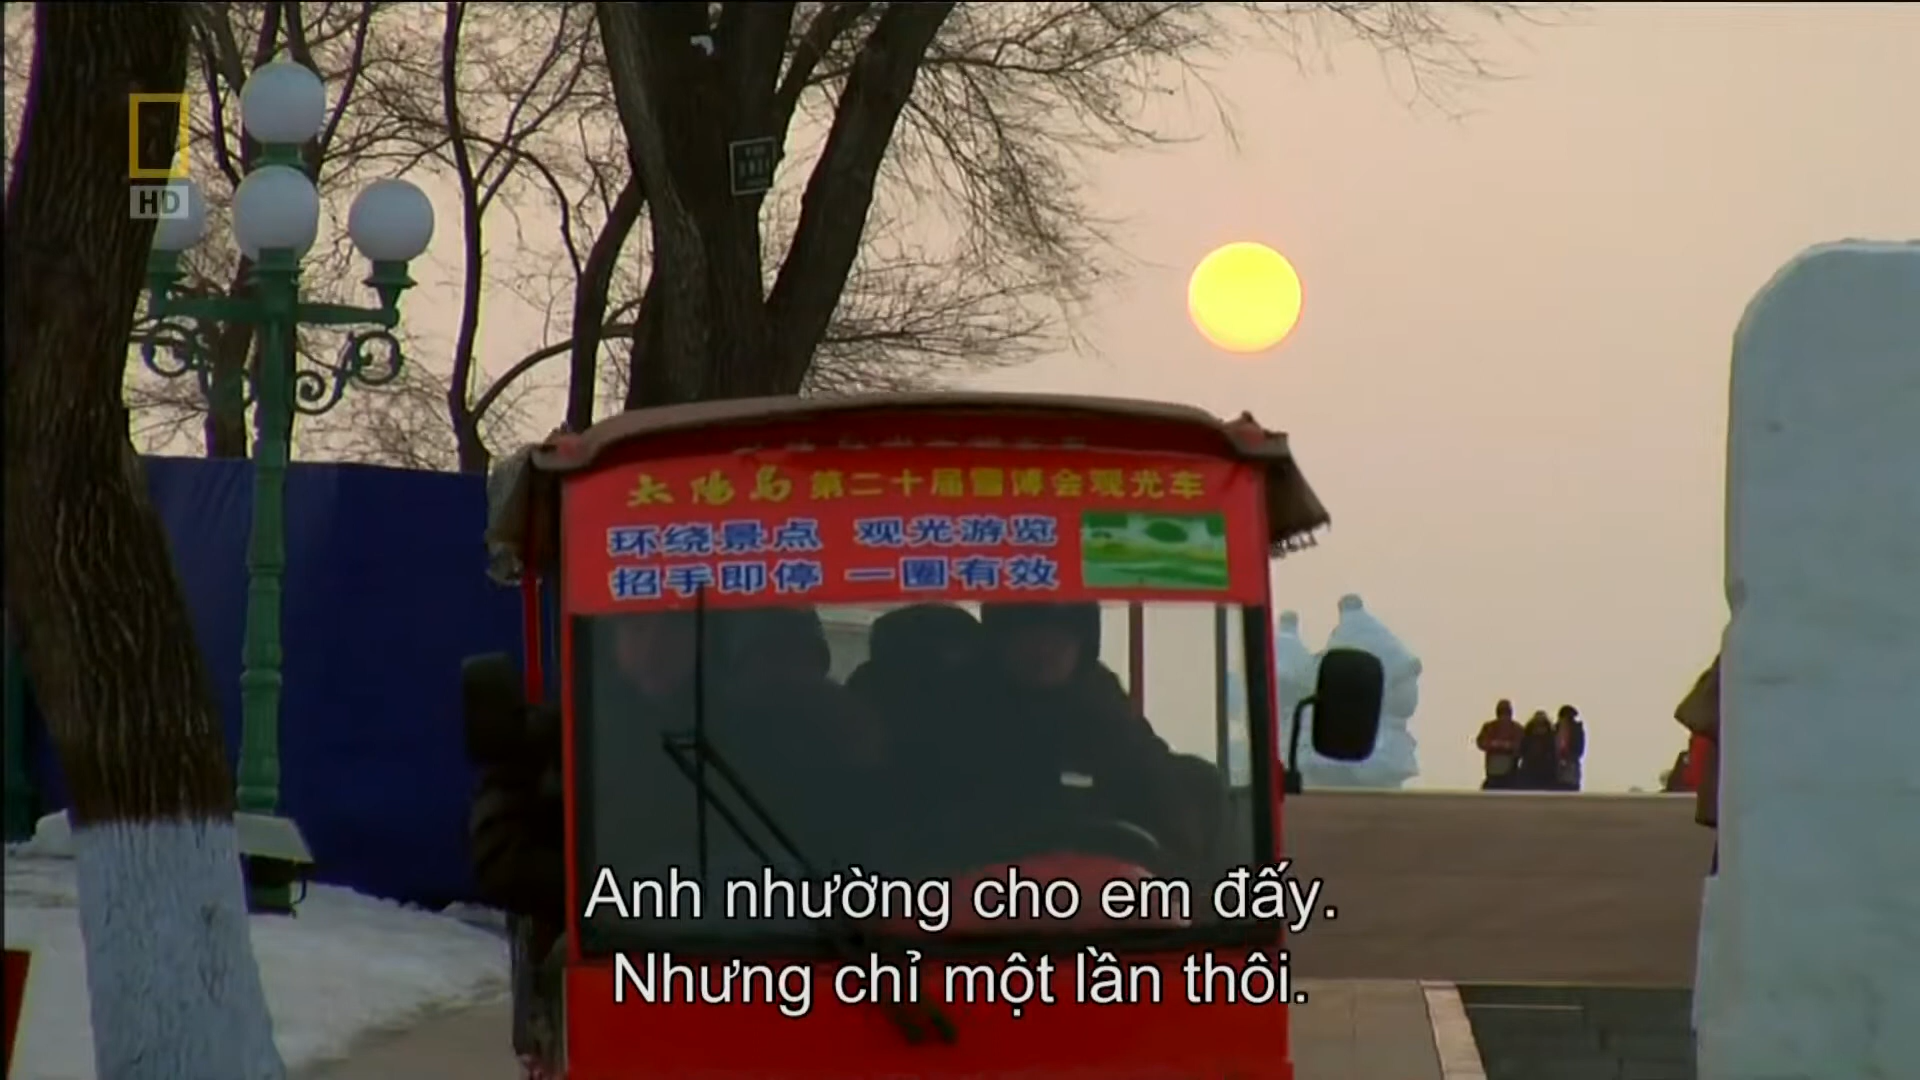 HD
太阳岛 第二十届雪博会观光车
环绕景点 观光游览
招手即停 一圈有效
Anh nhường cho em đấy.
Nhưng chỉ một lần thôi.